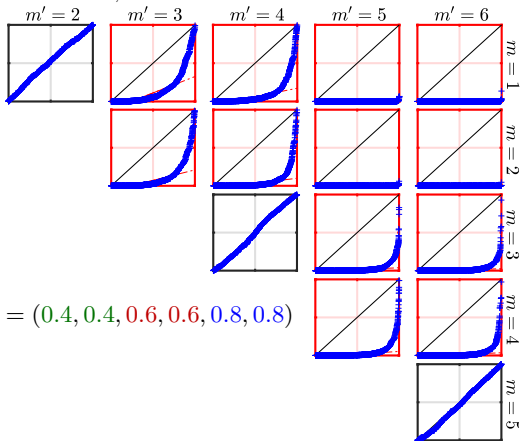 m′ = 2 m′ = 3 m′ = 4 m′ = 5 m′ = 6
m = 1
m = 2
m = 3
m = 4
= (0.4, 0.4, 0.6, 0.6, 0.8, 0.8)
m = 5